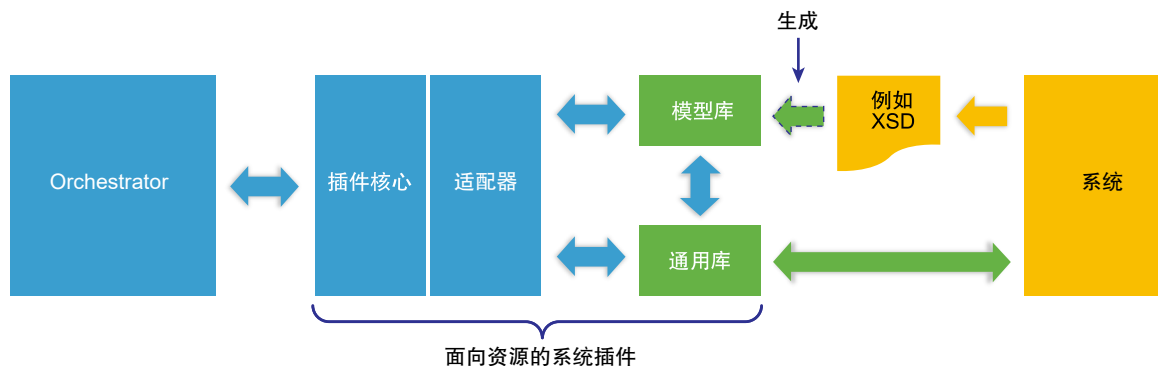 生成
Orchestrator
插件核心
适配器
模型库
例如
XSD
系统
通用库
面向资源的系统插件